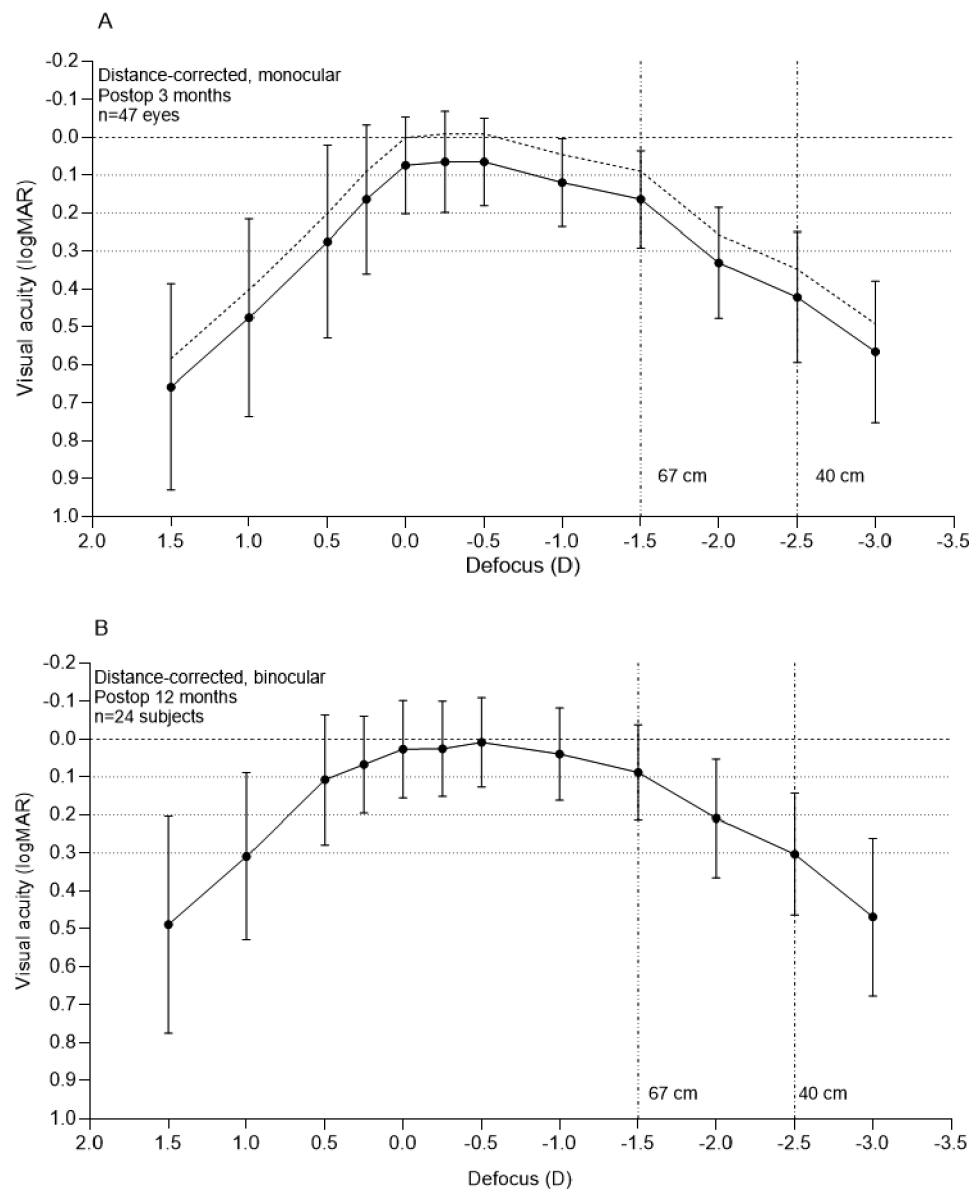 A
Distance-corrected, monocular
Postop 3 months
n=47 eyes
-0.2
-0.1
0.0
0.1
0.2
0.3
0.4
0.5
0.6
0.7
0.8
0.9
1.0
Visual acuity (logMAR)
67 cm
40 cm
2.0 1.5 1.0 0.5 0.0 -0.5 -1.0 -1.5 -2.0 -2.5 -3.0 -3.5
Defocus (D)
B
Distance-corrected, binocular
Postop 12 months
n=24 subjects
-0.2
-0.1
0.0
0.1
0.2
0.3
0.4
0.5
0.6
0.7
0.8
0.9
1.0
Visual acuity (logMAR)
67 cm
40 cm
2.0 1.5 1.0 0.5 0.0 -0.5 -1.0 -1.5 -2.0 -2.5 -3.0 -3.5
Defocus (D)